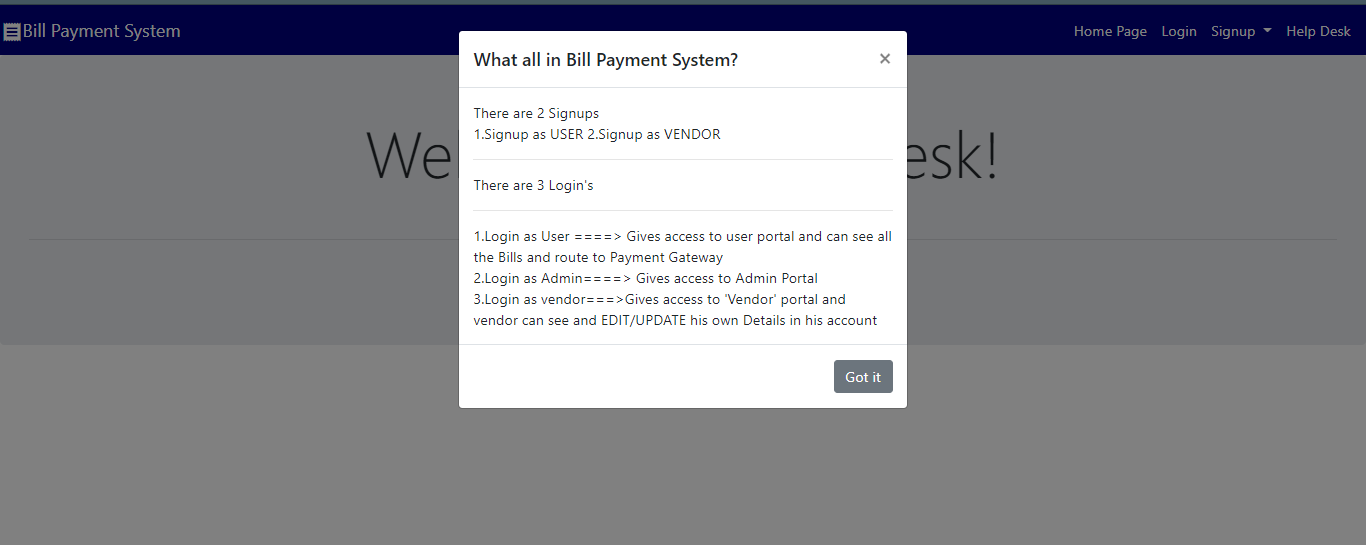 Bill Payment System
Home Page Login Signup Help Desk
What all in Bill Payment System? ×
There are 2 Signups
1.Signup as USER 2.Signup as VENDOR
There are 3 Login's
1.Login as User ====> Gives access to user portal and can see all
the Bills and route to Payment Gateway
2.Login as Admin====> Gives access to Admin Portal
3.Login as vendor===>Gives access to 'Vendor' portal and
vendor can see and EDIT/UPDATE his own Details in his account
Got it